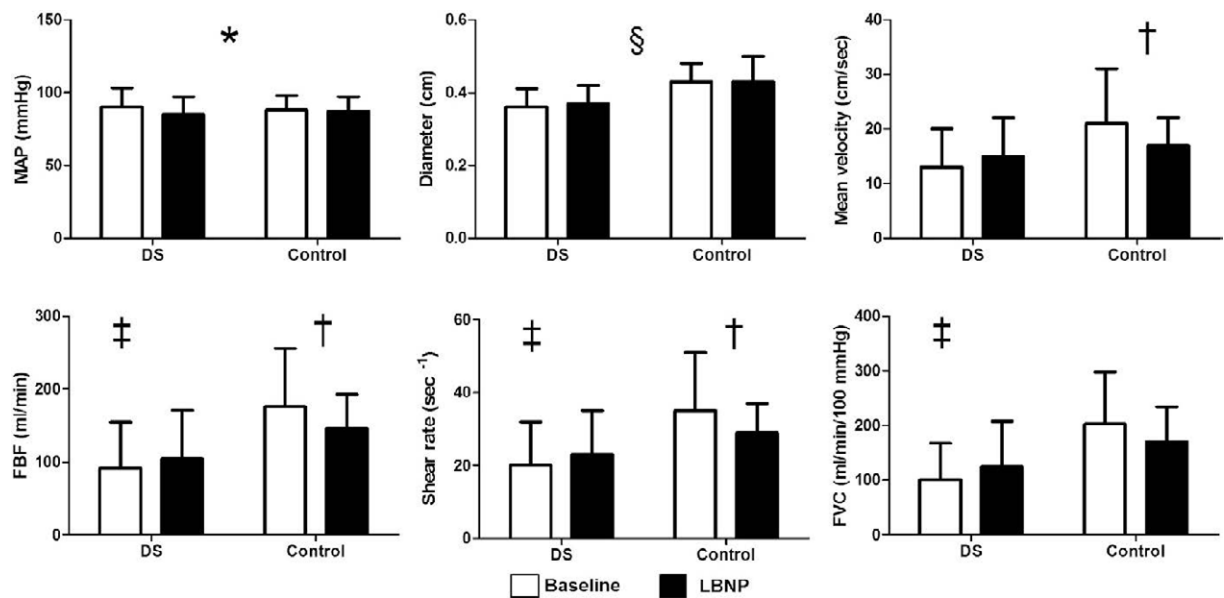 MAP (mmHg)
150
100
50
0
*
DS
Control
Diameter (cm)
0.6
0.4
0.2
0.0
§
DS
Control
Mean velocity (cm/sec)
40
30
20
10
0
†
DS
Control
FBF (ml/min)
300
200
100
0
‡
†
DS
Control
Shear rate (sec -1)
60
40
20
0
‡
†
DS
Control
FVC (ml/min/100 mmHg)
400
300
200
100
0
‡
DS
Control
Baseline
LBNP